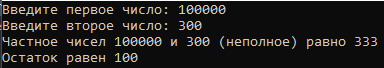 Введите первое число: 100000
Введите второе число: 300
Частное чисел 100000 и 300 (неполное) равно 333
Остаток равен 100